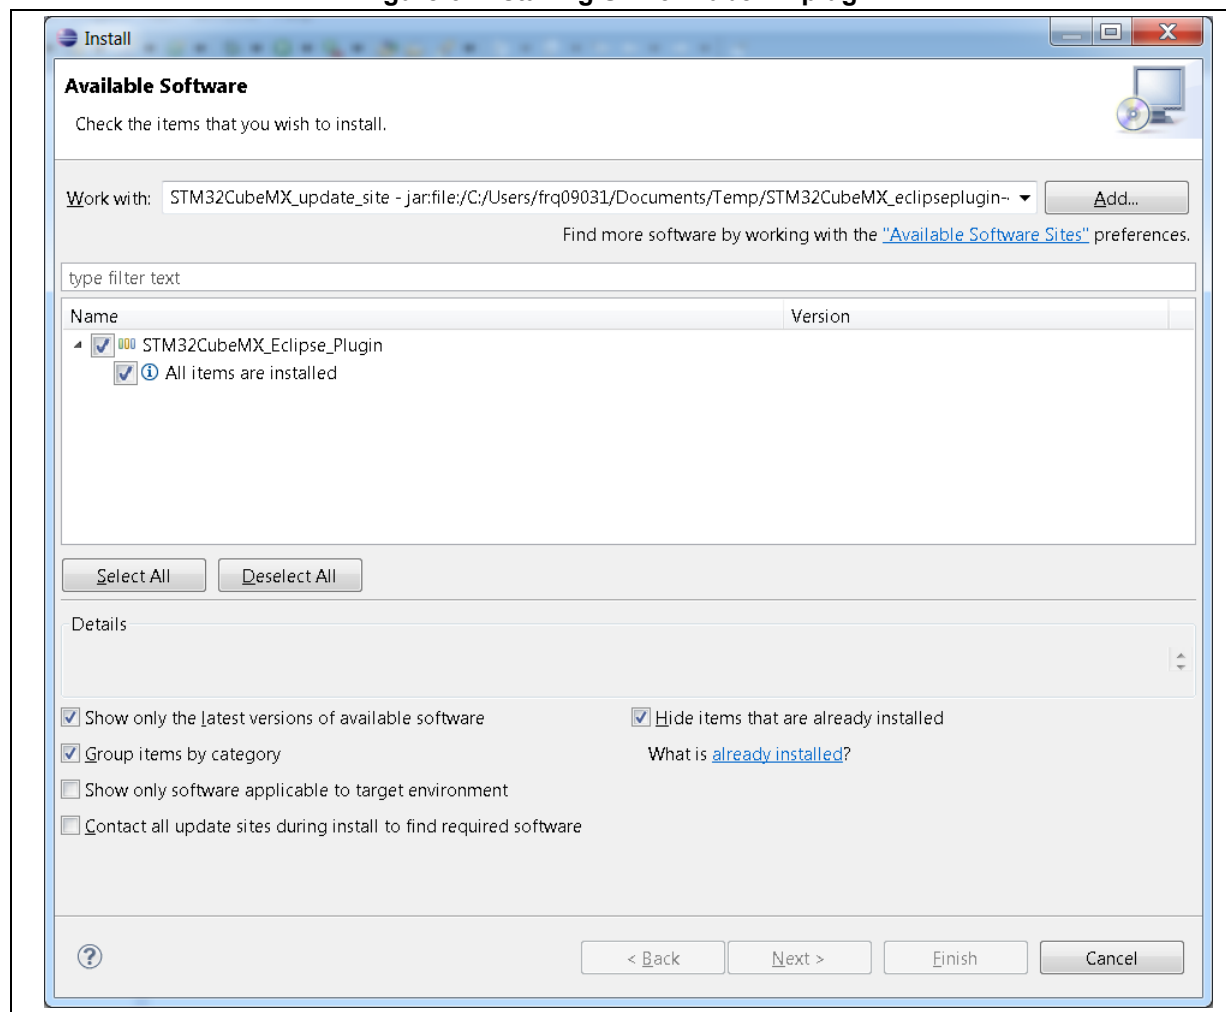 Install
Available Software
Check the items that you wish to install.
Work with: STM32CubeMX_update_site - jar:file:/C:/Users/frq09031/Documents/Temp/STM32CubeMX_eclipseplugin- Add...
Find more software by working with the "Available Software Sites" preferences.
type filter text
Name Version
STM32CubeMX_Eclipse_Plugin
All items are installed
Select All Deselect All
Details
Show only the latest versions of available software Hide items that are already installed
Group items by category What is already installed?
Show only software applicable to target environment
Contact all update sites during install to find required software
< Back Next > Finish Cancel